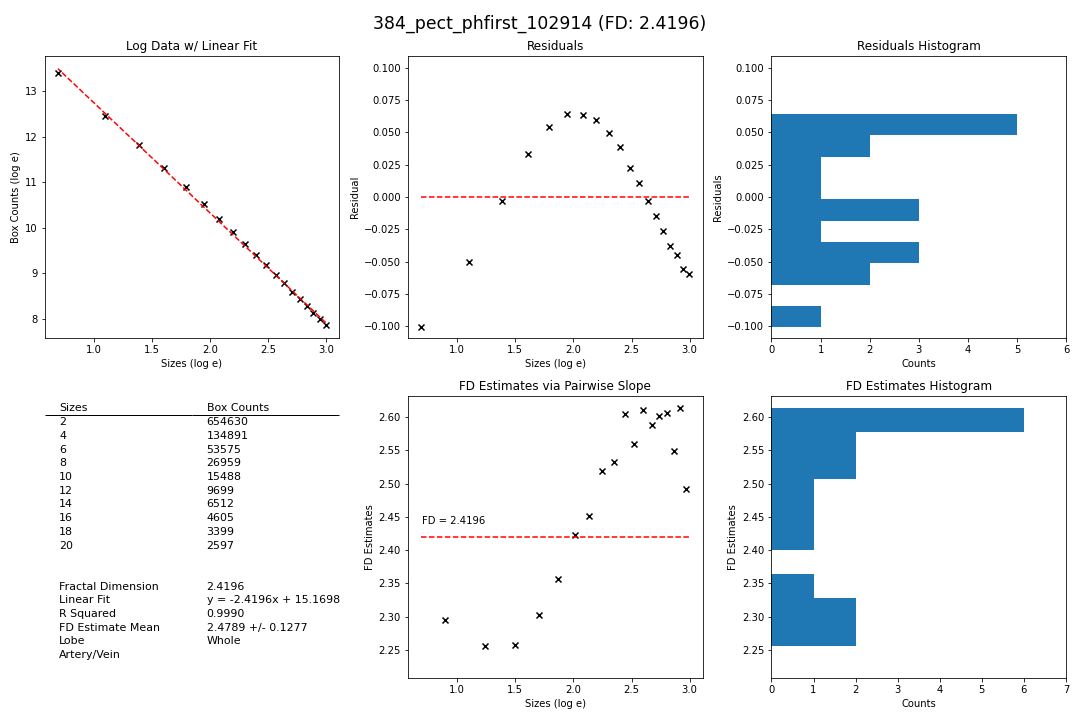 384_pect_phfirst_102914 (FD: 2.4196)
Log Data w/ Linear Fit
13
12
11
10
9
8
Box Counts (log e)
1.0 1.5 2.0 2.5 3.0
Sizes (log e)
Residuals
0.100
0.075
0.050
0.025
0.000
−0.025
−0.050
−0.075
−0.100
Residual
1.0 1.5 2.0 2.5 3.0
Sizes (log e)
Residuals Histogram
0.100
0.075
0.050
0.025
0.000
−0.025
−0.050
−0.075
−0.100
Residuals
0 1 2 3 4 5 6
Counts
Sizes Box Counts
2 654630
4 134891
6 53575
8 26959
10 15488
12 9699
14 6512
16 4605
18 3399
20 2597
Fractal Dimension 2.4196
Linear Fit y = -2.4196x + 15.1698
R Squared 0.9990
FD Estimate Mean 2.4789 +/- 0.1277
Lobe Whole
Artery/Vein
FD Estimates via Pairwise Slope
2.60
2.55
2.50
2.45
2.40
2.35
2.30
2.25
FD Estimates
FD = 2.4196
1.0 1.5 2.0 2.5 3.0
Sizes (log e)
FD Estimates Histogram
2.60
2.55
2.50
2.45
2.40
2.35
2.30
2.25
FD Estimates
0 1 2 3 4 5 6 7
Counts